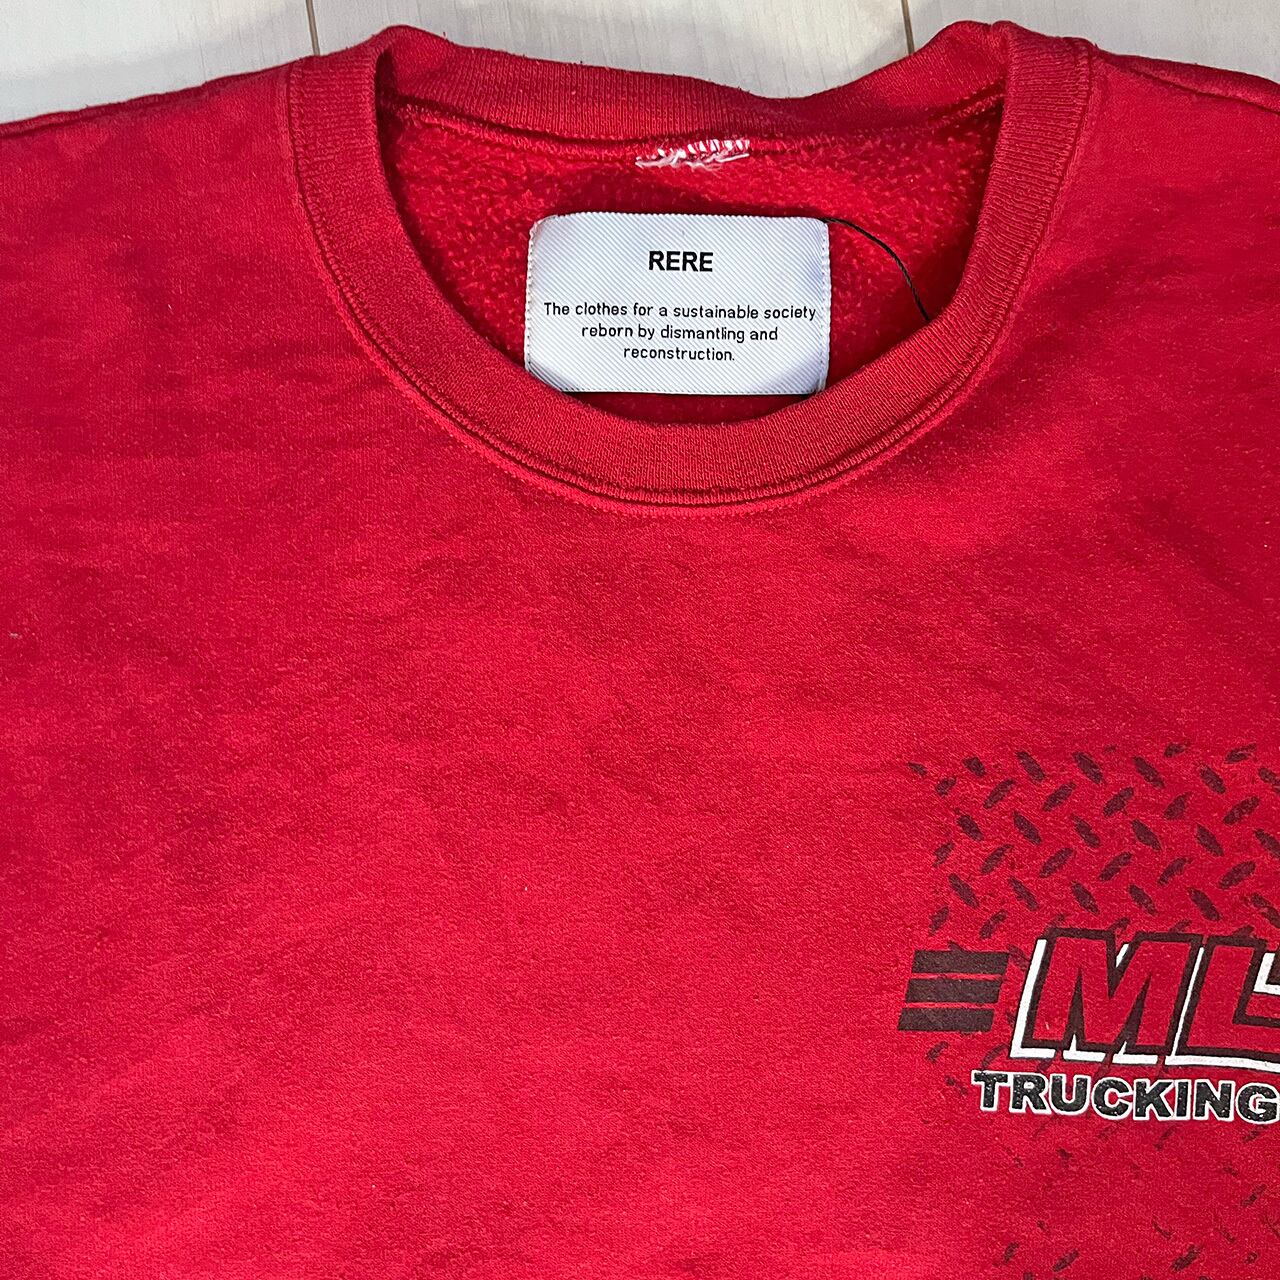 RERE
The clothes for a sustainable society
reborn by dismantling and
reconstruction.
TRUCKING